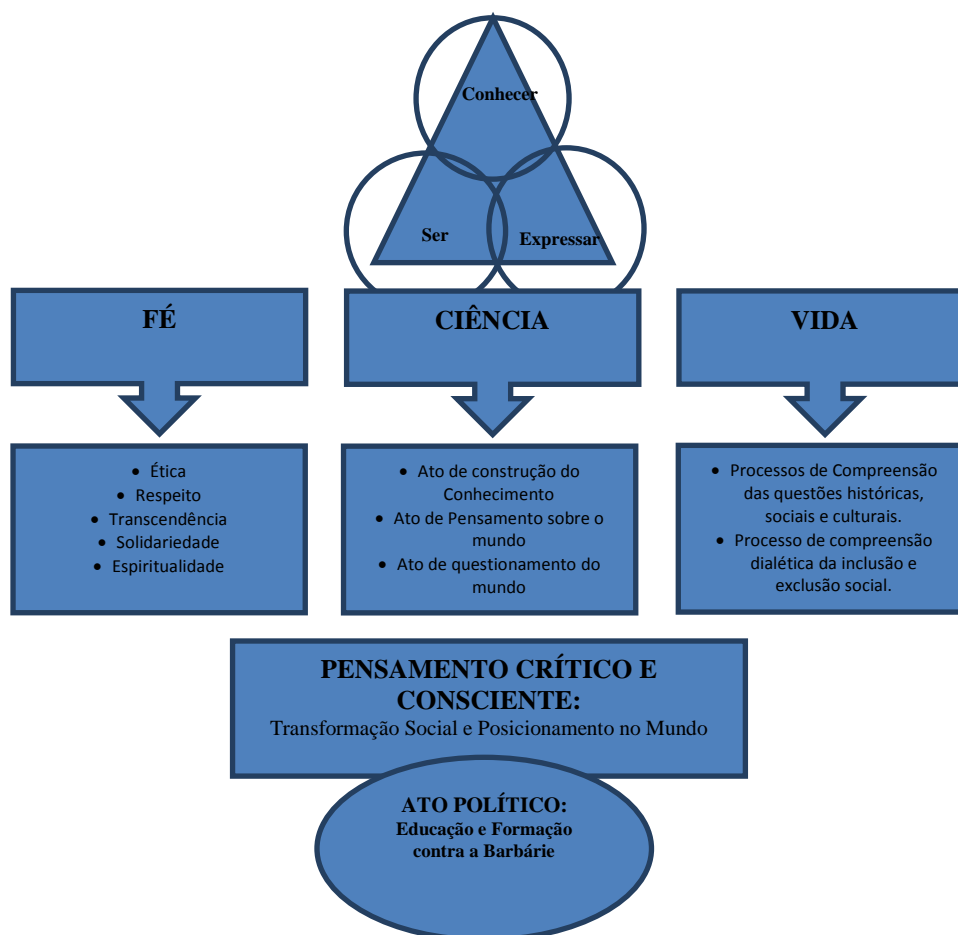 Conhecer
Ser
Expressar
FÉ
CIÊNCIA
VIDA
• Ética
• Respeito
• Transcendência
• Solidariedade
• Espiritualidade
• Ato de construção do
Conhecimento
• Ato de Pensamento sobre o
mundo
• Ato de questionamento do
mundo
• Processos de Compreensão
das questões históricas,
sociais e culturais.
• Processo de compreensão
dialética da inclusão e
exclusão social.
PENSAMENTO CRÍTICO E
CONSCIENTE:
Transformação Social e Posicionamento no Mundo
ATO POLÍTICO:
Educação e Formação
contra a Barbárie